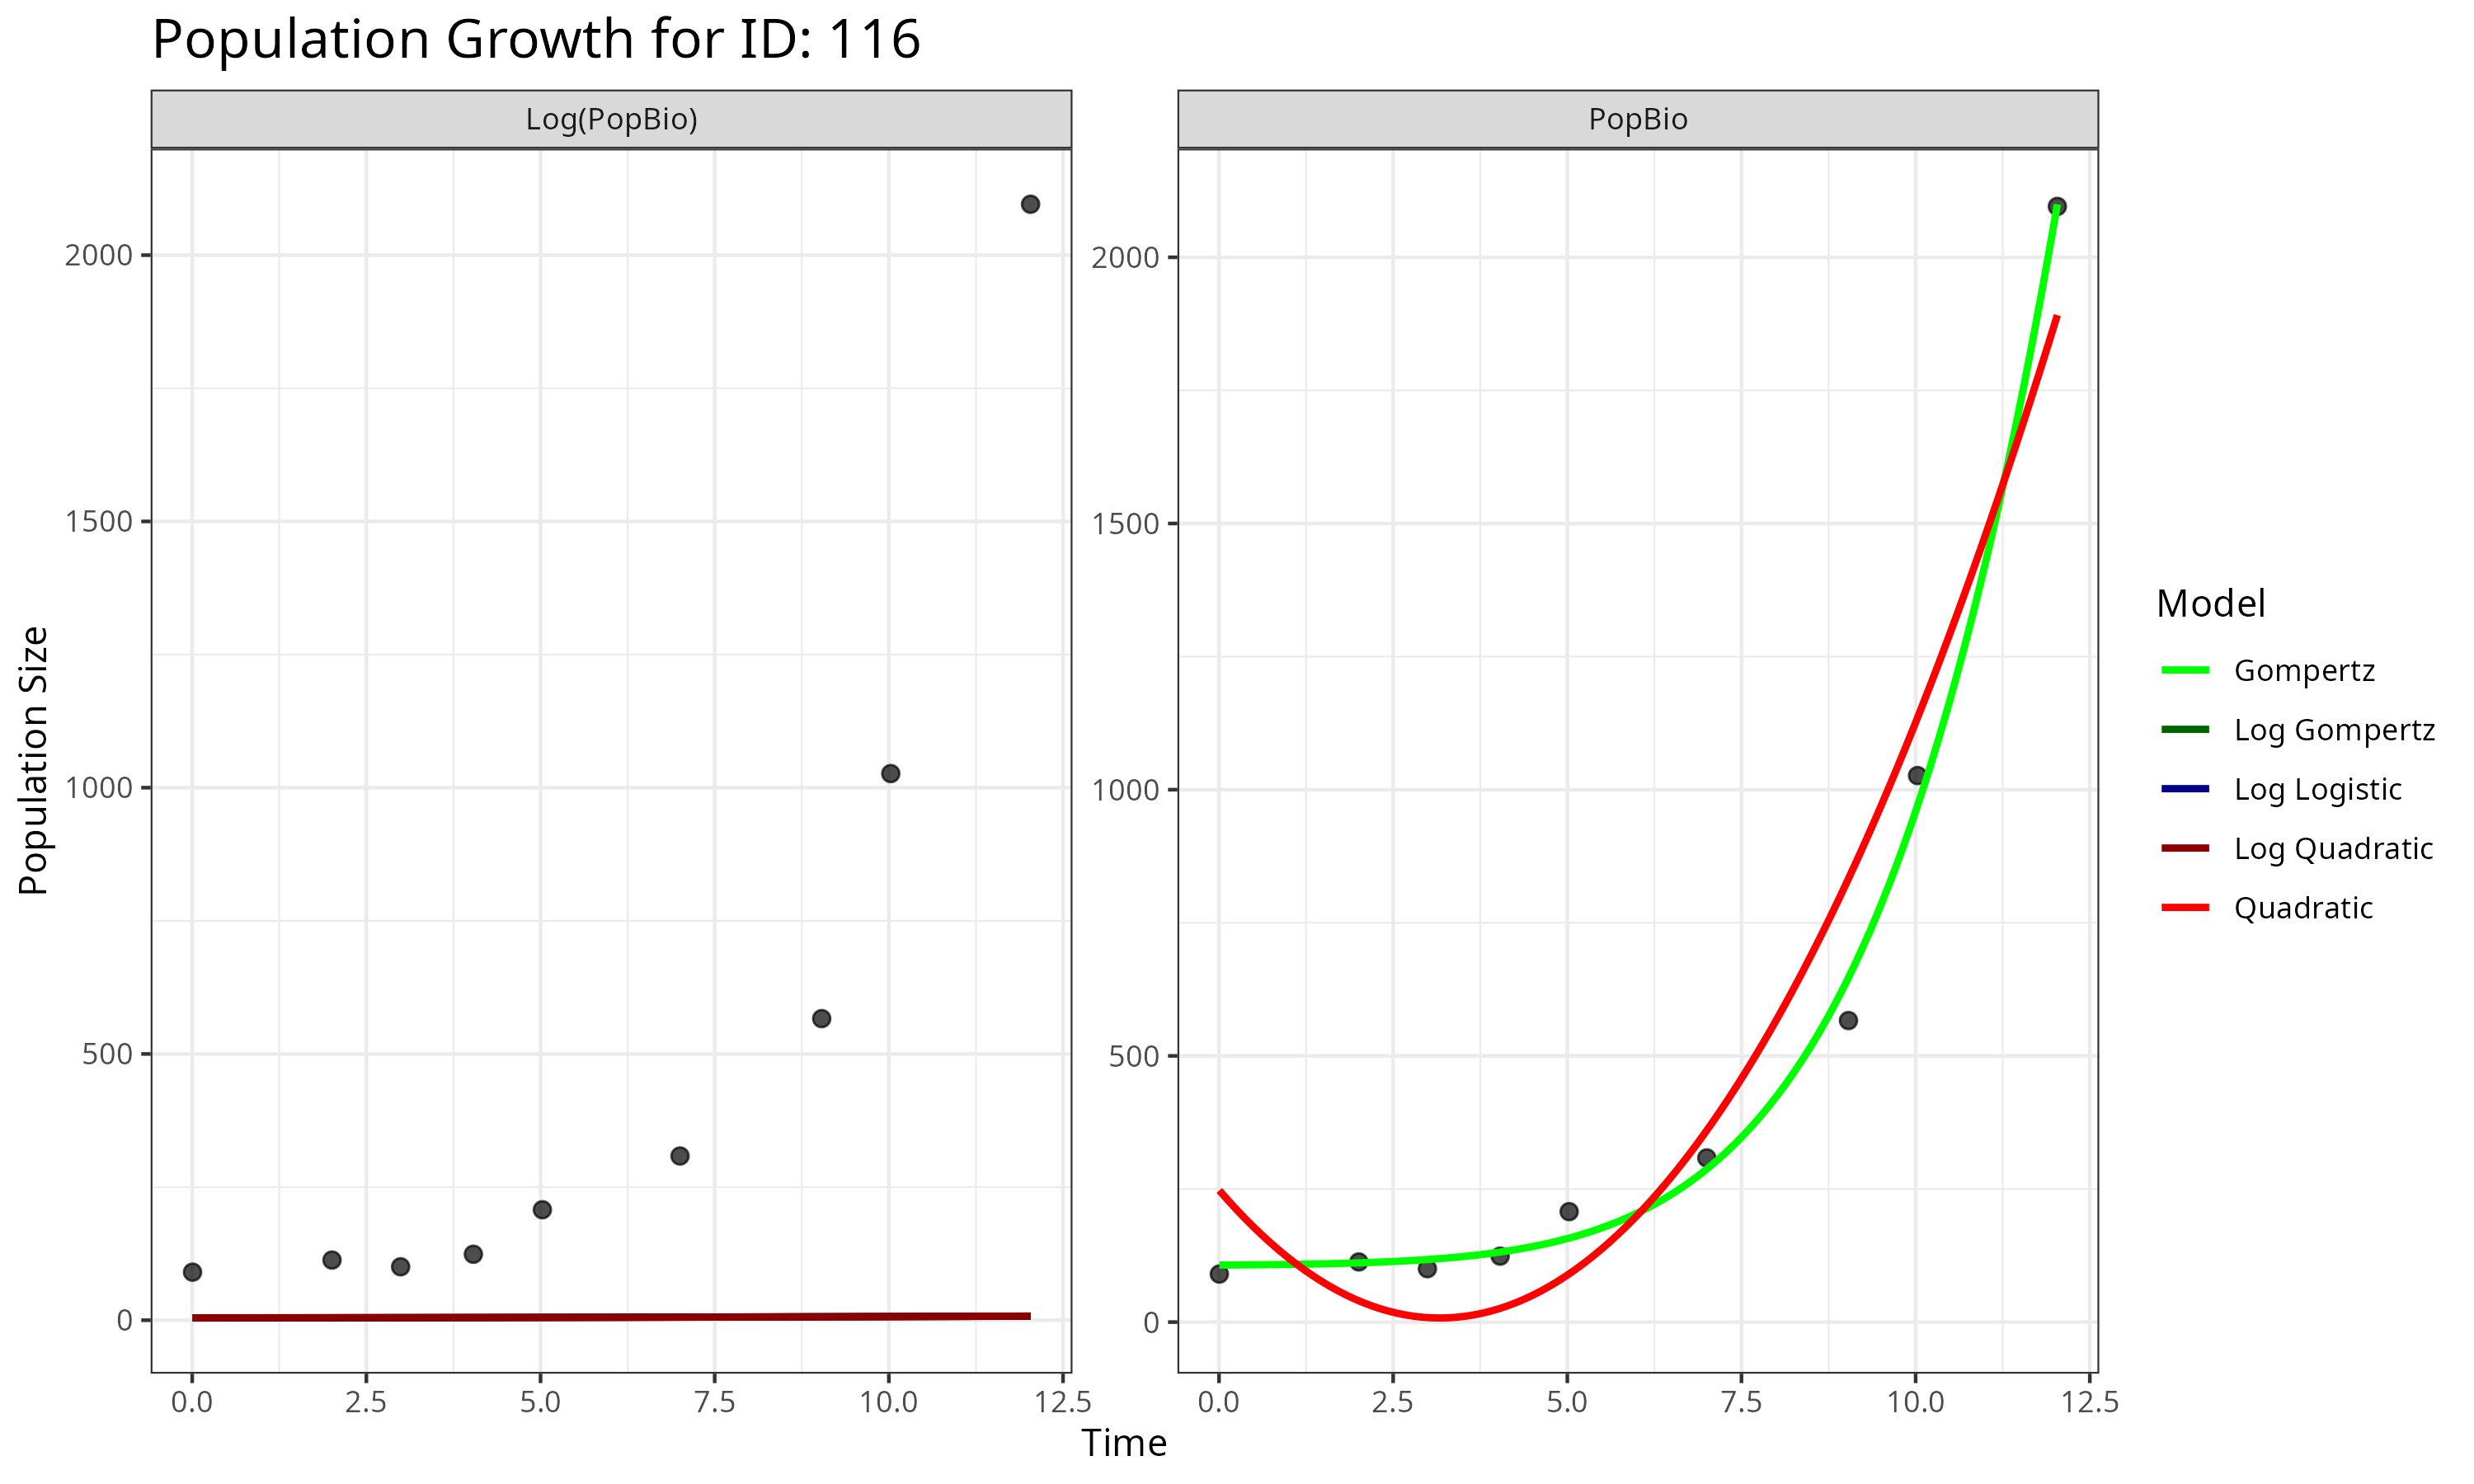 Population Growth for ID: 116
Log(PopBio)
PopBio
Population Size
2000
1500
1000
500
0
2000
1500
1000
500
0
0.0 2.5 5.0 7.5 10.0 12.5
0.0 2.5 5.0 7.5 10.0 12.5
Time
Model
Gompertz
Log Gompertz
Log Logistic
Log Quadratic
Quadratic